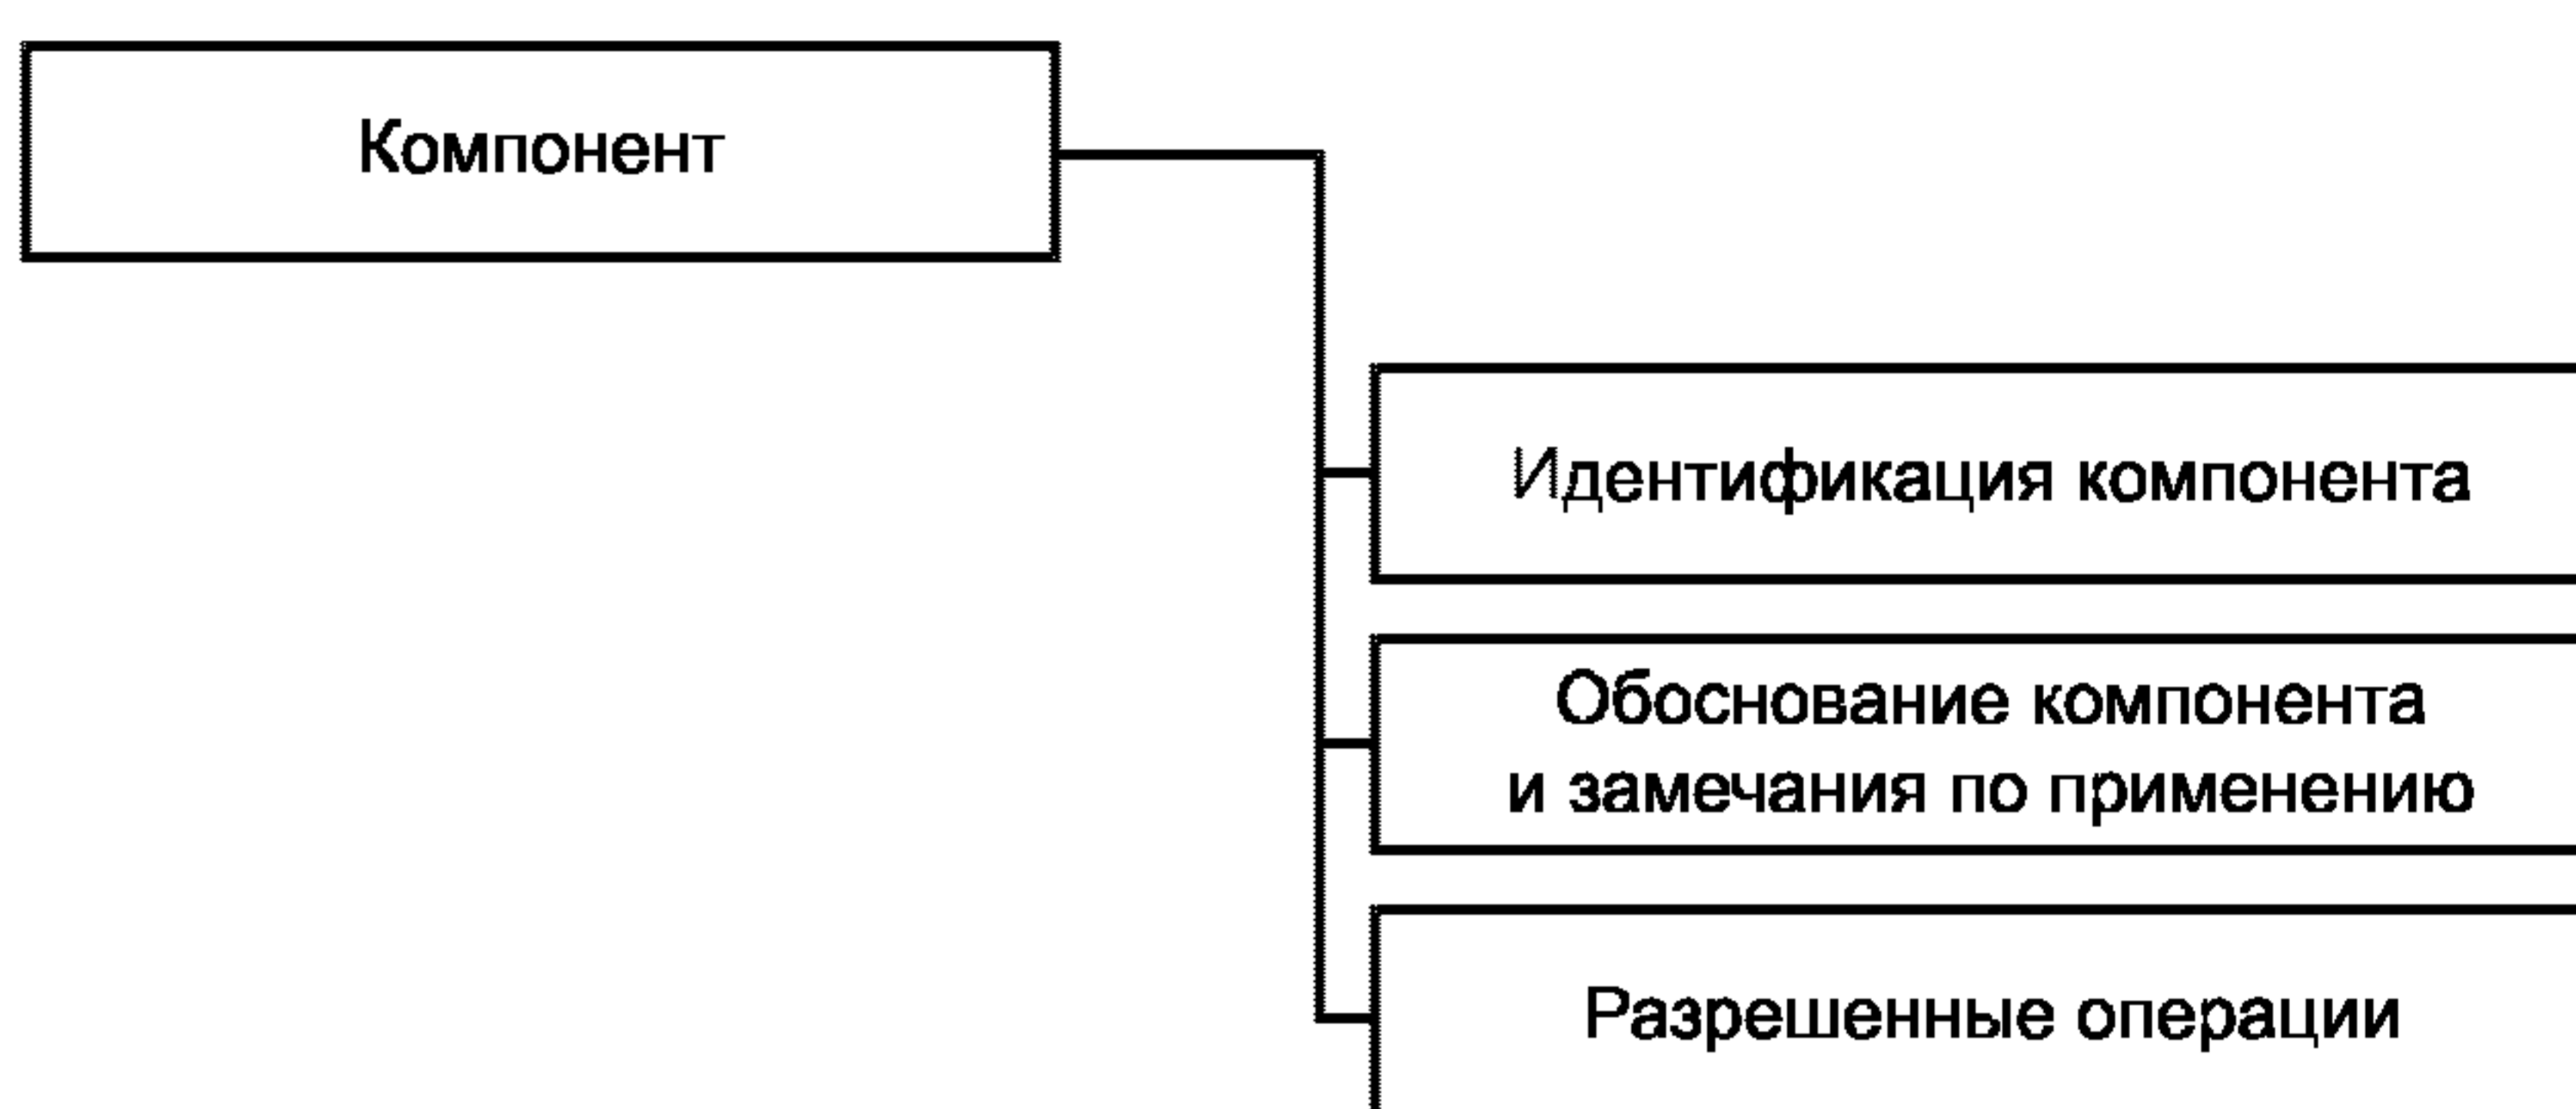 Компонент
Идентификация компонента
Обоснование компонента
и замечания по применению
Разрешенные операции